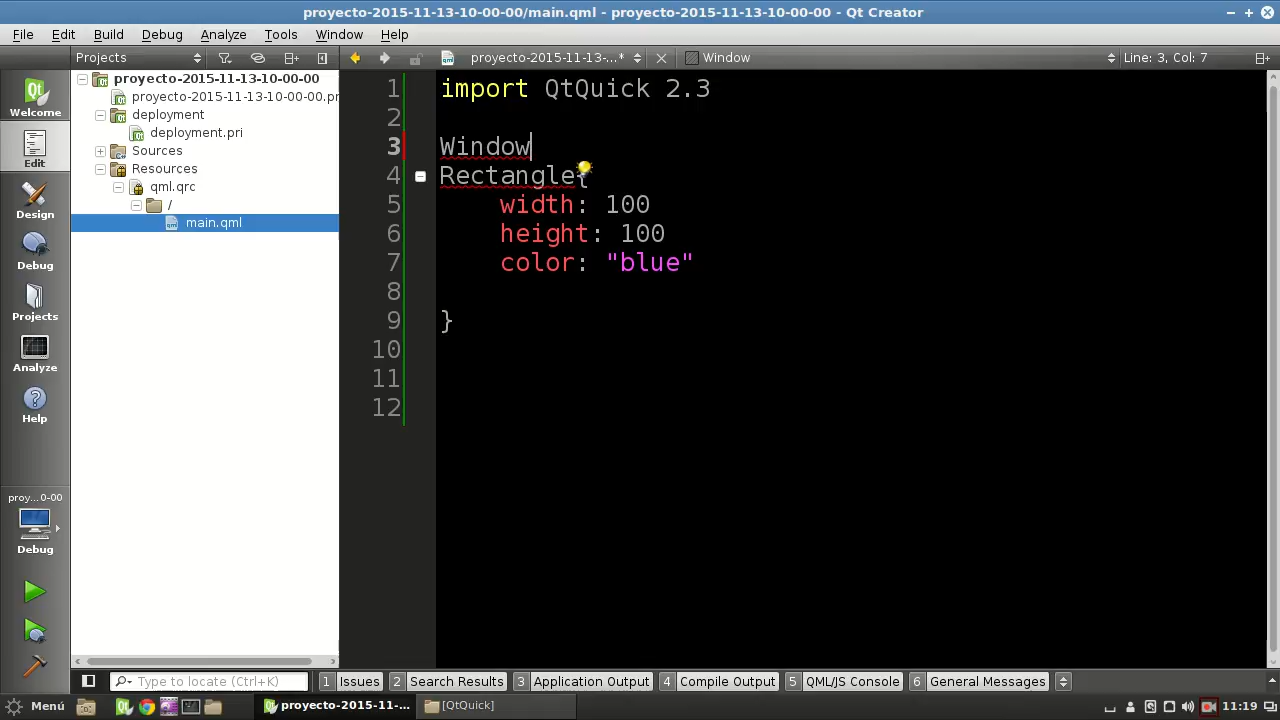 proyecto-2015-11-13-10-00-00/main.qml - proyecto-2015-11-13-10-00-00 - Qt Creator
File Edit Build Debug Analyze Tools Window Help
Projects proyecto-2015-11-13-...* Window Line: 3, Col: 7
proyecto-2015-11-13-10-00-00
proyecto-2015-11-13-10-00-00.pr
deployment
deployment.pri
Sources
Resources
qml.qrc
/
main.qml
Qt
Welcome
Edit
Design
Debug
Projects
Analyze
Help
proy...0-00
Debug
1 import QtQuick 2.3
2
3 Window
4 Rectangle{
5 width: 100
6 height: 100
7 color: "blue"
8
9 }
10
11
12
Type to locate (Ctrl+K) 1 Issues 2 Search Results 3 Application Output 4 Compile Output 5 QML/JS Console 6 General Messages
Menú proyecto-2015-11-... [QtQuick] 11:19